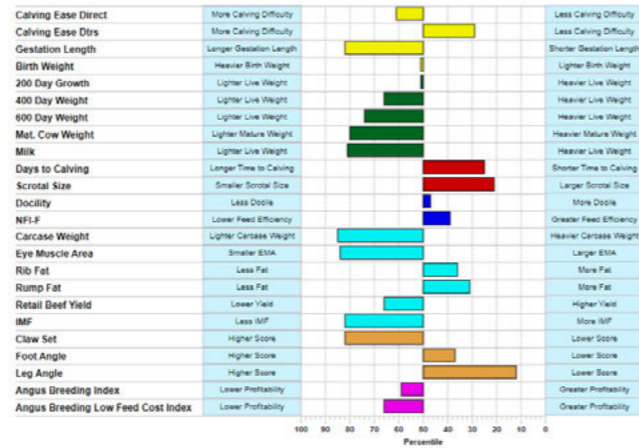 Calving Ease Direct More Calving Difficulty Less Calving Difficulty
Calving Ease Dtrs More Calving Difficulty Less Calving Difficulty
Gestation Length Longer Gestation Length Shorter Gestation Length
Birth Weight Heavier Birth Weight Lighter Birth Weight
200 Day Growth Lighter Live Weight Heavier Live Weight
400 Day Weight Lighter Live Weight Heavier Live Weight
600 Day Weight Lighter Live Weight Heavier Live Weight
Mat. Cow Weight Lighter Mature Weight Heavier Mature Weight
Milk Lighter Live Weight Heavier Live Weight
Days to Calving Longer Time to Calving Shorter Time to Calving
Scrotal Size Smaller Scrotal Size Larger Scrotal Size
Docility Less Docile More Docile
NFI-F Lower Feed Efficiency Greater Feed Efficiency
Carcase Weight Lighter Carcase Weight Heavier Carcase Weight
Eye Muscle Area Smaller EMA Larger EMA
Rib Fat Less Fat More Fat
Rump Fat Less Fat More Fat
Retail Beef Yield Lower Yield Higher Yield
IMF Less IMF More IMF
Claw Set Higher Score Lower Score
Foot Angle Higher Score Lower Score
Leg Angle Higher Score Lower Score
Angus Breeding Index Lower Profitability Greater Profitability
Angus Breeding Low Feed Cost Index Lower Profitability Greater Profitability
100 90 80 70 60 50 40 30 20 10 0
Percentile